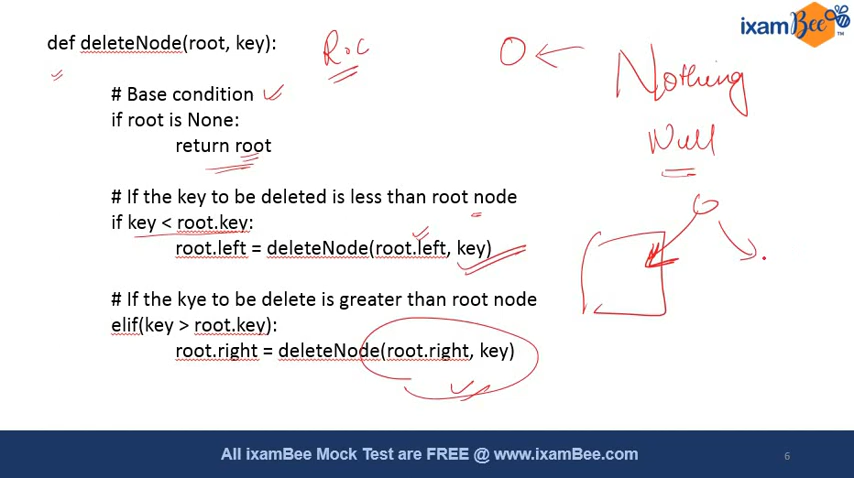 ixamBee
TM
def deleteNode(root, key):
# Base condition
if root is None:
return root
# If the key to be deleted is less than root node
if key < root.key:
root.left = deleteNode(root.left, key)
# If the kye to be delete is greater than root node
elif(key > root.key):
root.right = deleteNode(root.right, key)
Nothing
Null
All ixamBee Mock Test are FREE @ www.ixamBee.com
6